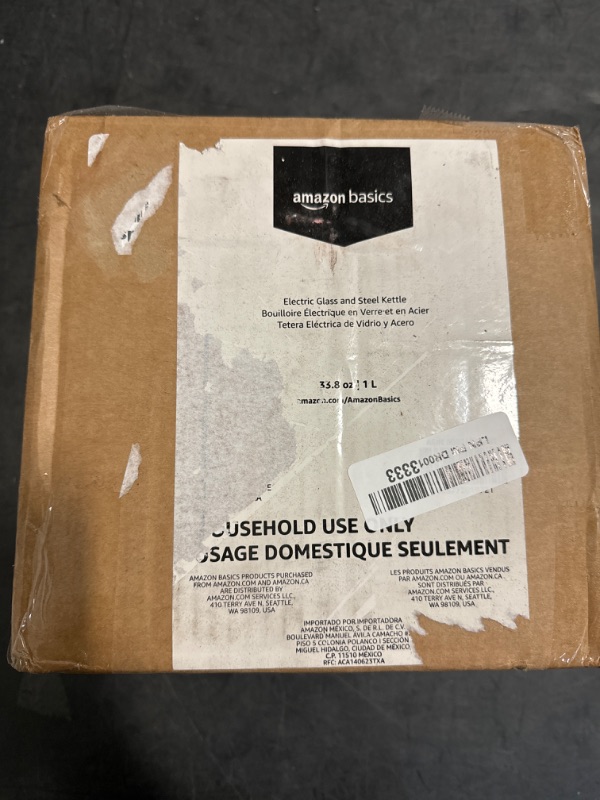 amazon basics
Electric Glass and Steel Kettle
Bouilloire Électrique en Verre et en Acier
Tetera Eléctrica de Vidrio y Acero
33.8 oz | 1 L
USEHOLD USE ONLY
USAGE DOMESTIQUE SEULEMENT
AMAZON BASICS PRODUCTS PURCHASED
FROM AMAZON.COM AND AMAZON.CA
ARE DISTRIBUTED BY
AMAZON.COM SERVICES LLC,
410 TERRY AVE N, SEATTLE,
WA 98109, USA
LES PRODUITS AMAZON BASICS VENDUS
PAR AMAZON.COM OU AMAZON.CA
SONT DISTRIBUÉS PAR
AMAZON.COM SERVICES LLC,
410 TERRY AVE N, SEATTLE,
WA 98109, USA
IMPORTADO POR:IMPORTADORA
AMAZON MÉXICO, S. DE R.L. DE C.V.
BOULEVARD MANUEL ÁVILA CAMACHO
PISO 5 COLONIA POLANCO I SECCIÓN
MIGUEL HIDALGO, CIUDAD DE MÉXICO,
C.P. 11510 MÉXICO
RFC: ACA140623TXA